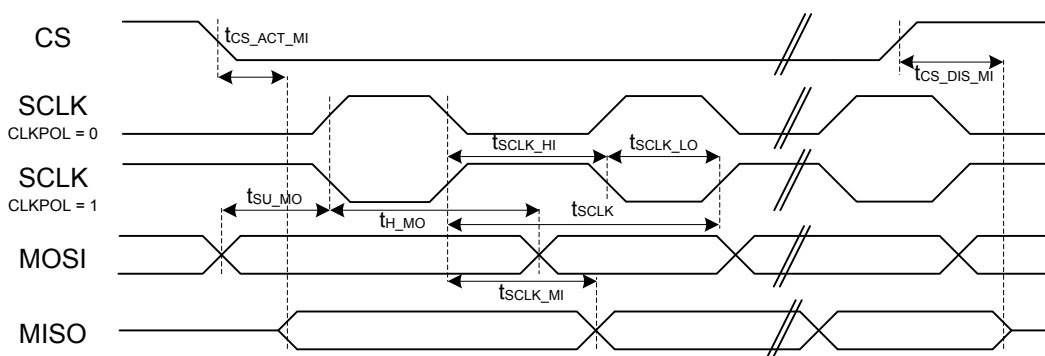 CS
tCS_ACT_MI
tCS_DIS_MI
SCLK
CLKPOL = 0
tSCLK_HI
tSCLK_LO
SCLK
CLKPOL = 1
tSU_MO
tH_MO
tSCLK
MOSI
tSCLK_MI
MISO